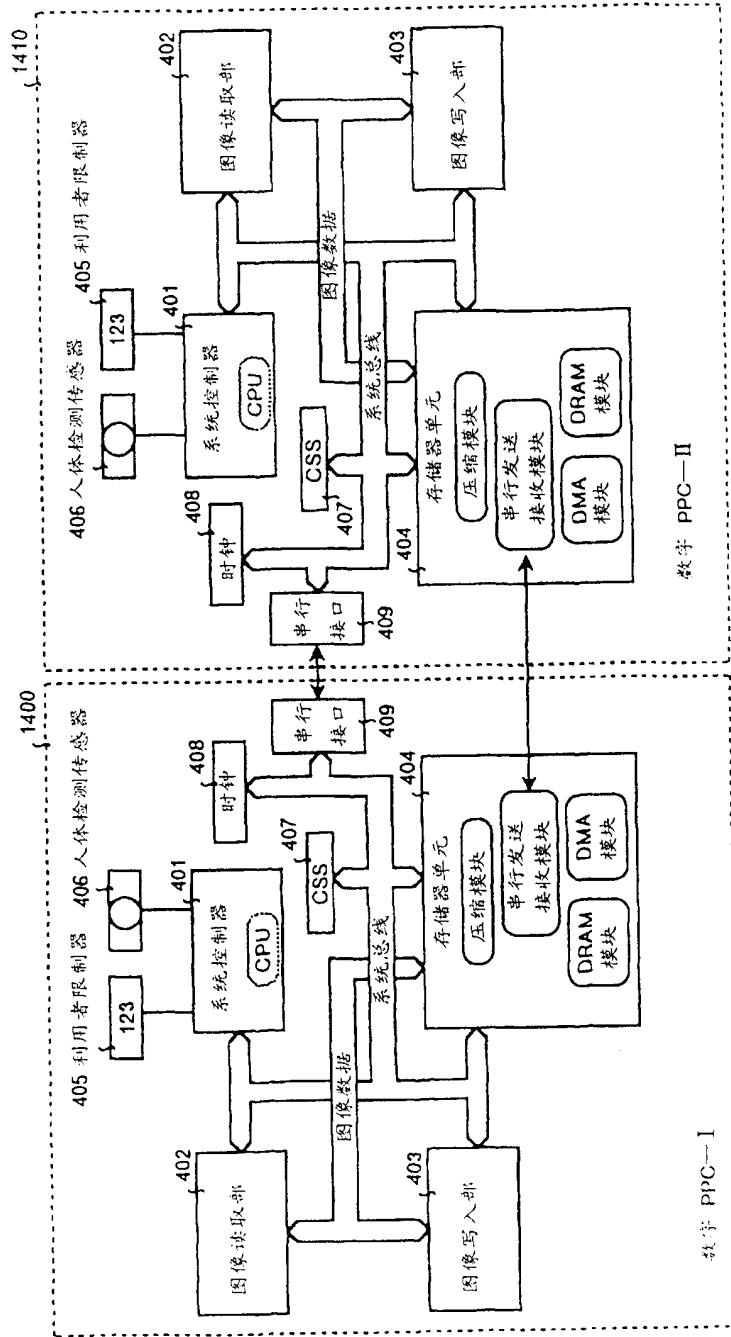 1400
405 利用者限制器
123
406 人体检测传感器
401
系统控制器
CPU
402
图像读取部
408
时钟
407
CSS
串行
接口
409
图像数据
系统总线
403
图像写入部
404
存储器单元
压缩模块
串行发送
接收模块
DRAM
模块
DMA
模块
数字 PPC—I
1410
406 人体检测传感器
405 利用者限制器
123
401
系统控制器
CPU
402
图像读取部
408
时钟
407
CSS
串行
接口
409
图像数据
系统总线
403
图像写入部
404
存储器单元
压缩模块
串行发送
接收模块
DMA
模块
DRAM
模块
数字 PPC—II